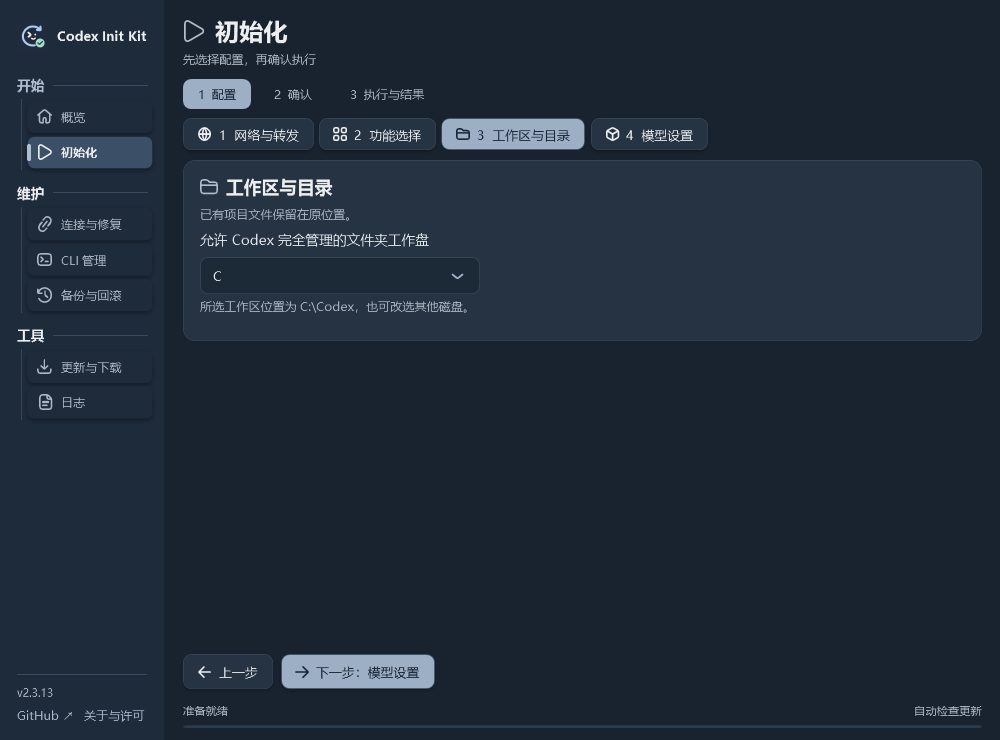 Codex Init Kit
开始
概览
初始化
维护
连接与修复
CLI 管理
备份与回滚
工具
更新与下载
日志
v2.3.13
GitHub ↗ 关于与许可
初始化
先选择配置，再确认执行
1 配置 2 确认 3 执行与结果
1 网络与转发 2 功能选择 3 工作区与目录 4 模型设置
工作区与目录
已有项目文件保留在原位置。
允许 Codex 完全管理的文件夹工作盘
C
所选工作区位置为 C:\Codex，也可改选其他磁盘。
上一步 下一步：模型设置
准备就绪 自动检查更新